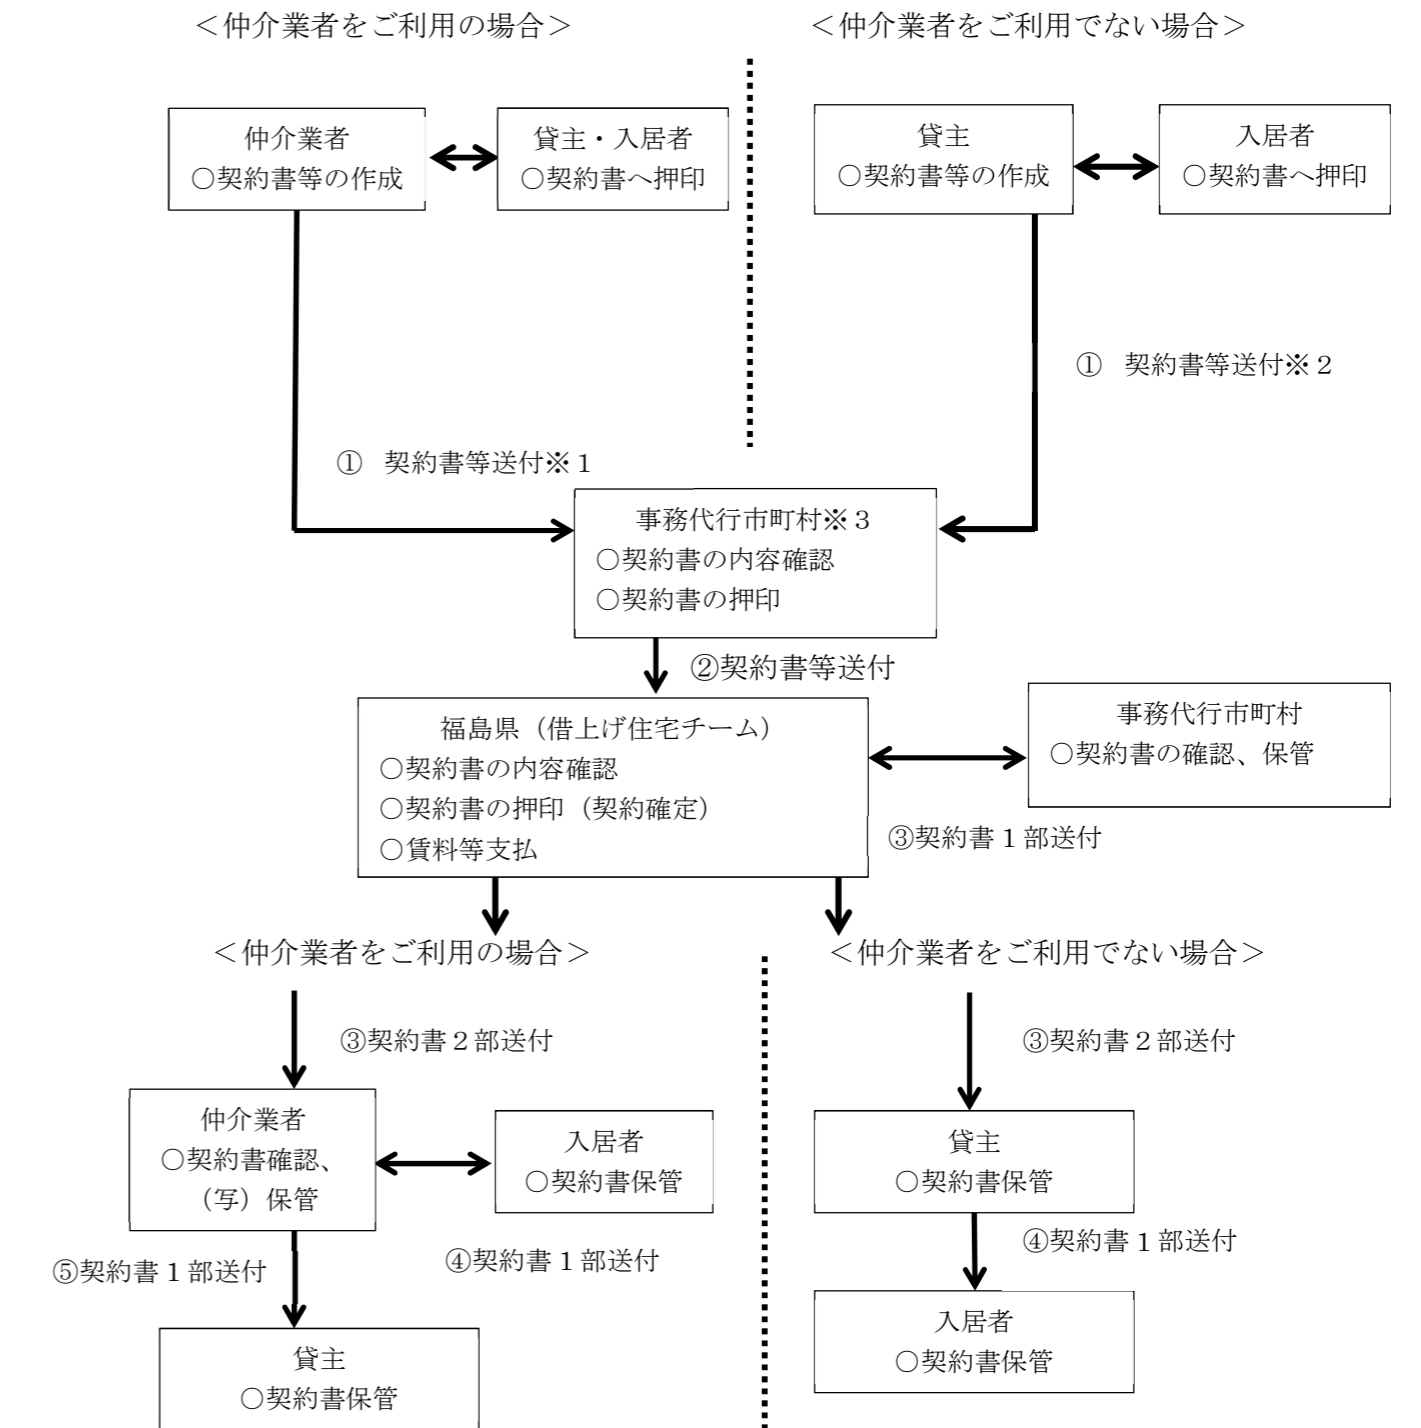 ＜仲介業者をご利用の場合＞
＜仲介業者をご利用でない場合＞
仲介業者
○契約書等の作成
貸主・入居者
○契約書へ押印
貸主
○契約書等の作成
入居者
○契約書へ押印
①　契約書等送付※２
①　契約書等送付※１
事務代行市町村※３
○契約書の内容確認
○契約書の押印
②契約書等送付
福島県（借上げ住宅チーム）
○契約書の内容確認
○契約書の押印（契約確定）
○賃料等支払
事務代行市町村
○契約書の確認、保管
③契約書１部送付
＜仲介業者をご利用の場合＞
＜仲介業者をご利用でない場合＞
③契約書２部送付
③契約書２部送付
仲介業者
○契約書確認、
（写）保管
入居者
○契約書保管
貸主
○契約書保管
④契約書１部送付
④契約書１部送付
⑤契約書１部送付
貸主
○契約書保管
入居者
○契約書保管